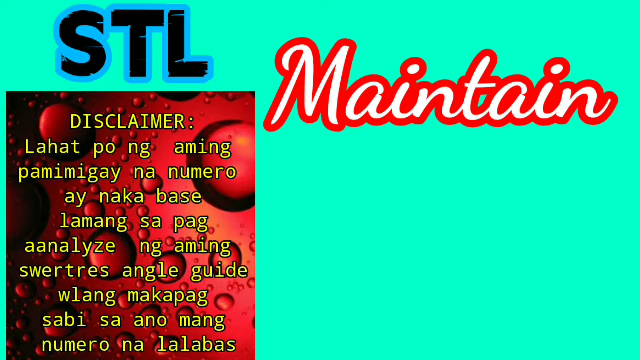 STL
Maintain
DISCLAIMER:
Lahat po ng aming
pamimigay na numero
ay naka base
lamang sa pag
aanalyze ng aming
swertres angle guide
wlang makapag
sabi sa ano mang
numero na lalabas